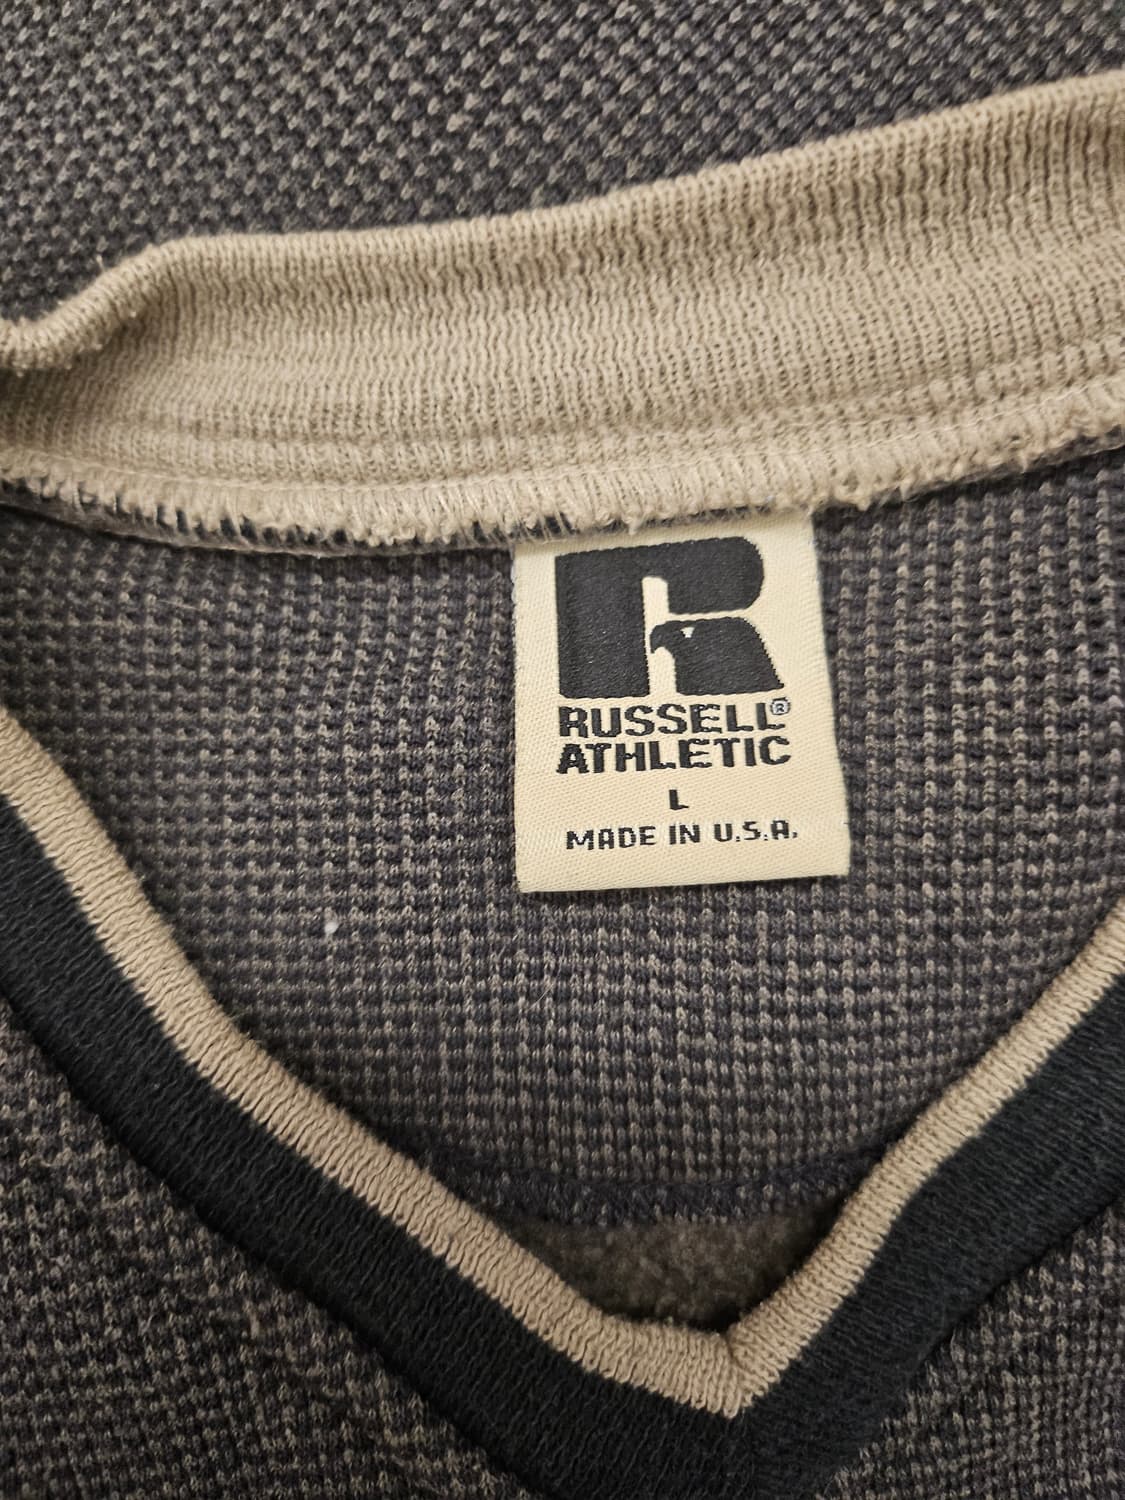 R
RUSSELL®
ATHLETIC
L
MADE IN U.S.A.